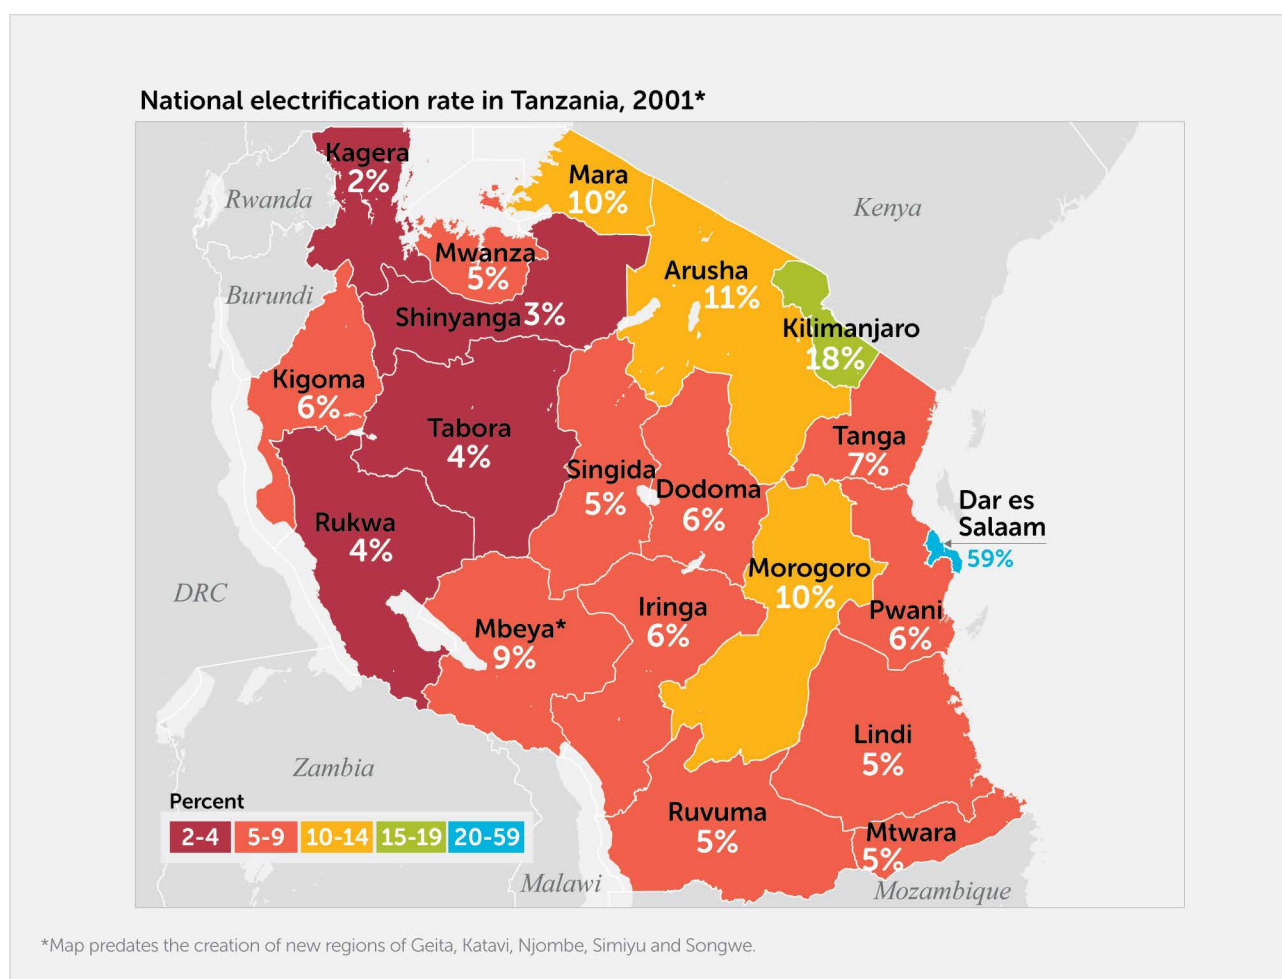 National electrification rate in Tanzania, 2001*
Kagera
2%
Rwanda
Mara
10%
Kenya
Mwanza
5%
Arusha
11%
Burundi
Shinyanga 3%
Kilimanjaro
18%
Kigoma
6%
Tabora
4%
Tanga
7%
Singida
5%
Dodoma
6%
Dar es
Salaam
59%
Rukwa
4%
Morogoro
10%
DRC
Iringa
6%
Pwani
6%
Mbeya*
9%
Lindi
5%
Zambia
Ruvuma
5%
Mtwara
5%
Malawi
Mozambique
Percent
2-4 5-9 10-14 15-19 20-59
*Map predates the creation of new regions of Geita, Katavi, Njombe, Simiyu and Songwe.